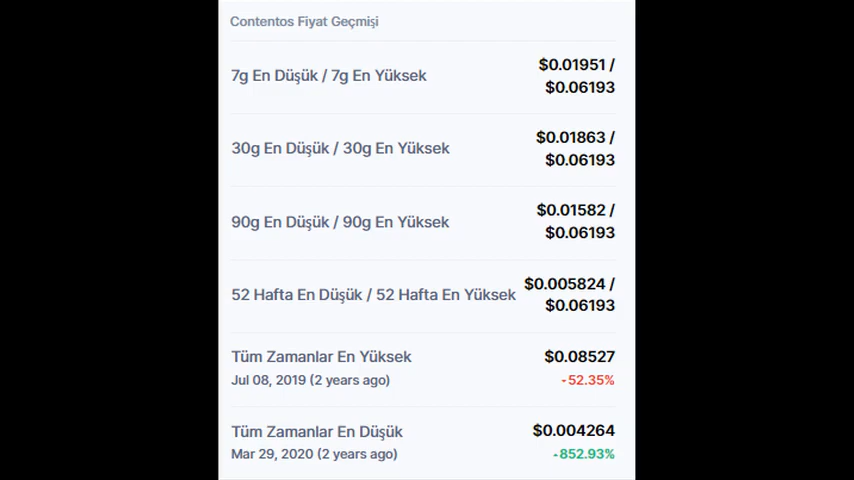 Contentos Fiyat Geçmişi
7g En Düşük / 7g En Yüksek
$0.01951 /
$0.06193
30g En Düşük / 30g En Yüksek
$0.01863 /
$0.06193
90g En Düşük / 90g En Yüksek
$0.01582 /
$0.06193
52 Hafta En Düşük / 52 Hafta En Yüksek
$0.005824 /
$0.06193
Tüm Zamanlar En Yüksek
$0.08527
Jul 08, 2019 (2 years ago)
-52.35%
Tüm Zamanlar En Düşük
$0.004264
Mar 29, 2020 (2 years ago)
852.93%